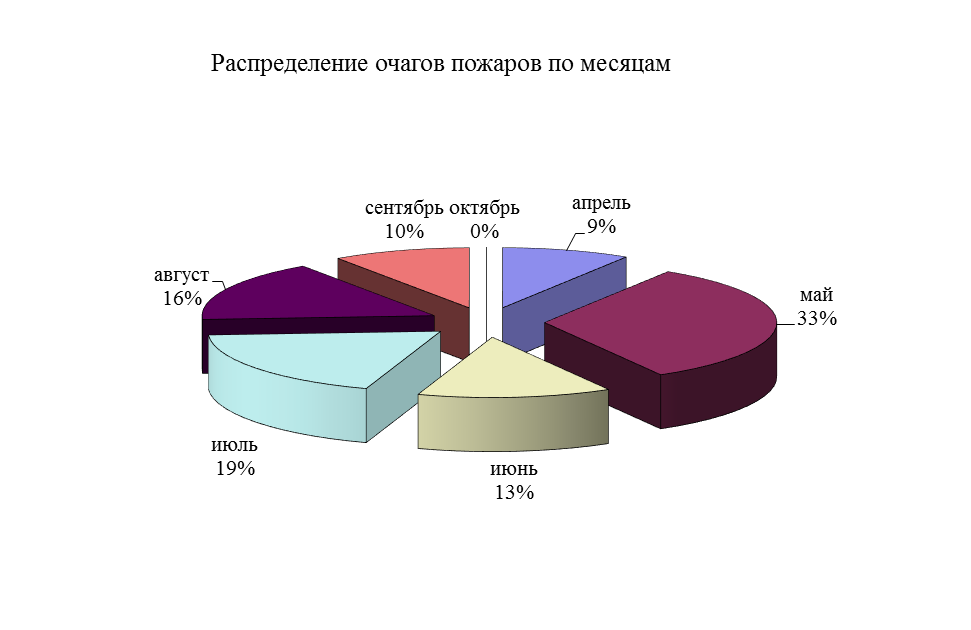 Распределение очагов пожаров по месяцам
сентябрь
10%
октябрь
0%
апрель
9%
август
16%
май
33%
июль
19%
июнь
13%